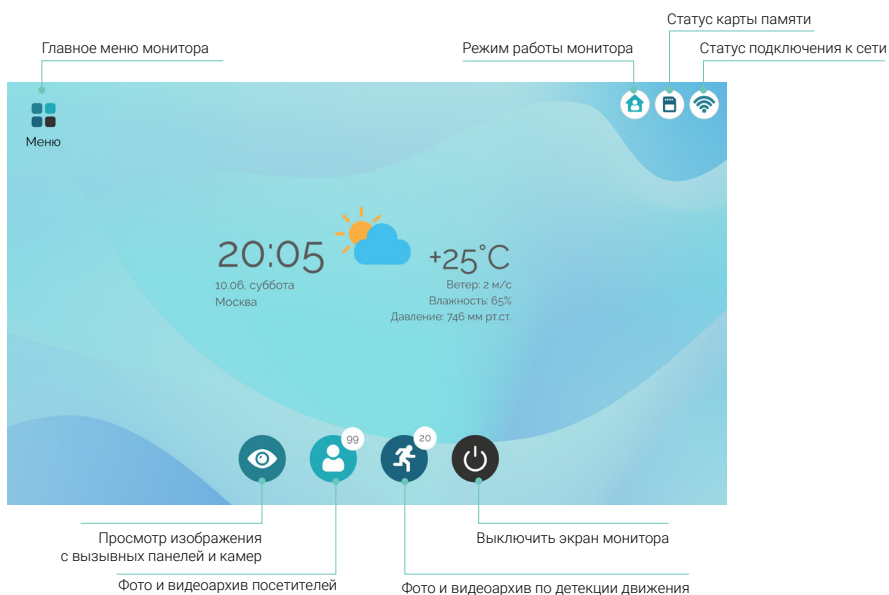 Статус карты памяти
Главное меню монитора
Режим работы монитора
Статус подключения к сети
Меню
20:05
+25°C
10.06, суббота
Москва
Ветер: 2 м/с
Влажность: 65%
Давление: 746 мм рт.ст.
99
20
Просмотр изображения
с вызывных панелей и камер
Выключить экран монитора
Фото и видеоархив посетителей
Фото и видеоархив по детекции движения